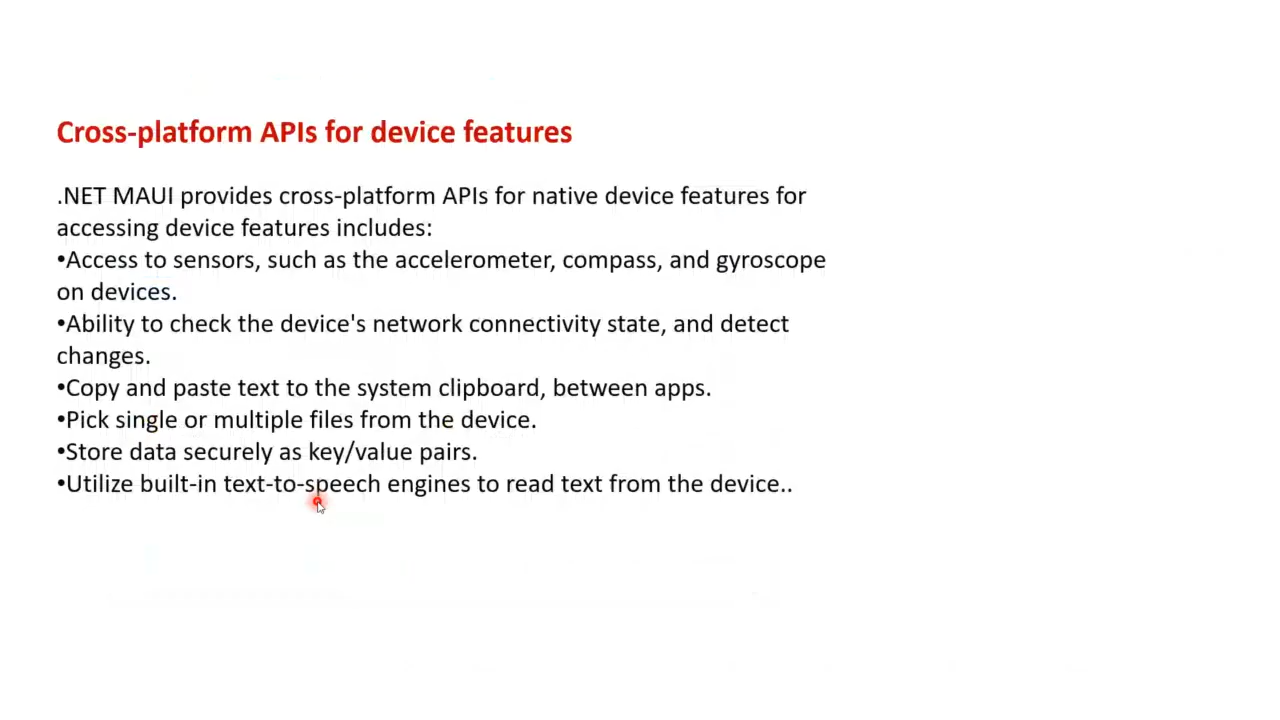 Cross-platform APIs for device features
.NET MAUI provides cross-platform APIs for native device features for
accessing device features includes:
•Access to sensors, such as the accelerometer, compass, and gyroscope
on devices.
•Ability to check the device's network connectivity state, and detect
changes.
•Copy and paste text to the system clipboard, between apps.
•Pick single or multiple files from the device.
•Store data securely as key/value pairs.
•Utilize built-in text-to-speech engines to read text from the device..